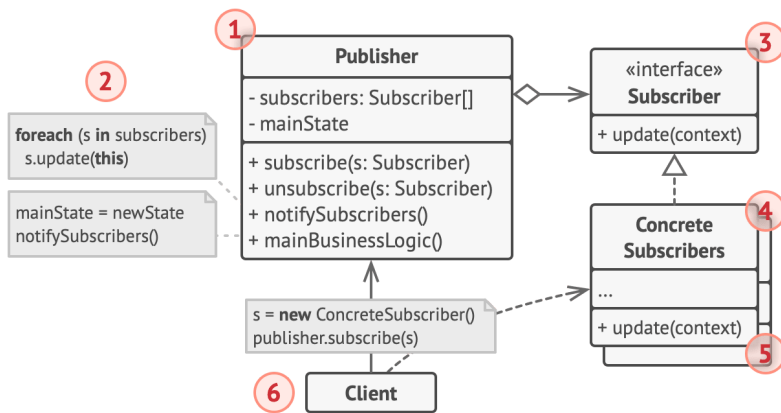 1
Publisher
- subscribers: Subscriber[]
- mainState
+ subscribe(s: Subscriber)
+ unsubscribe(s: Subscriber)
+ notifySubscribers()
+ mainBusinessLogic()
2
foreach (s in subscribers)
s.update(this)
mainState = newState
notifySubscribers()
3
«interface»
Subscriber
+ update(context)
4
Concrete
Subscribers
...
+ update(context)
5
s = new ConcreteSubscriber()
publisher.subscribe(s)
6
Client